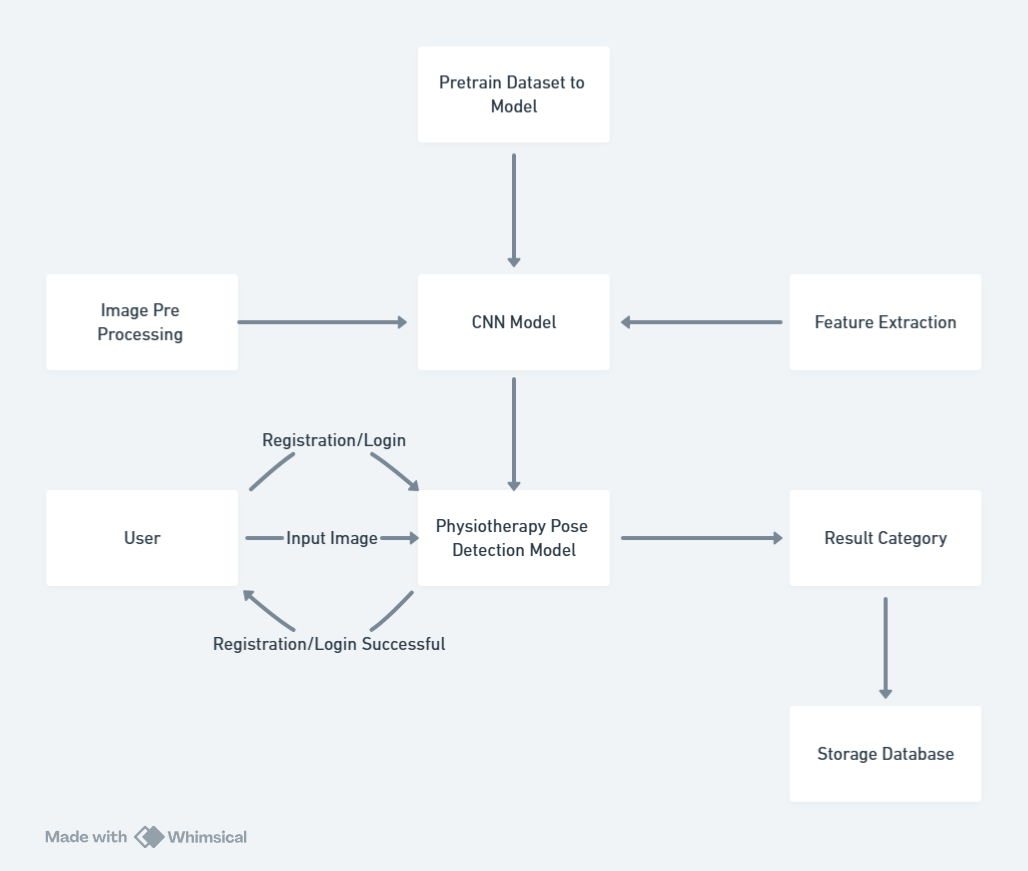 Pretrain Dataset to
Model
Image Pre
Processing
CNN Model
Feature Extraction
Registration/Login
User
Input Image
Physiotherapy Pose
Detection Model
Result Category
Registration/Login Successful
Storage Database
Made with Whimsical